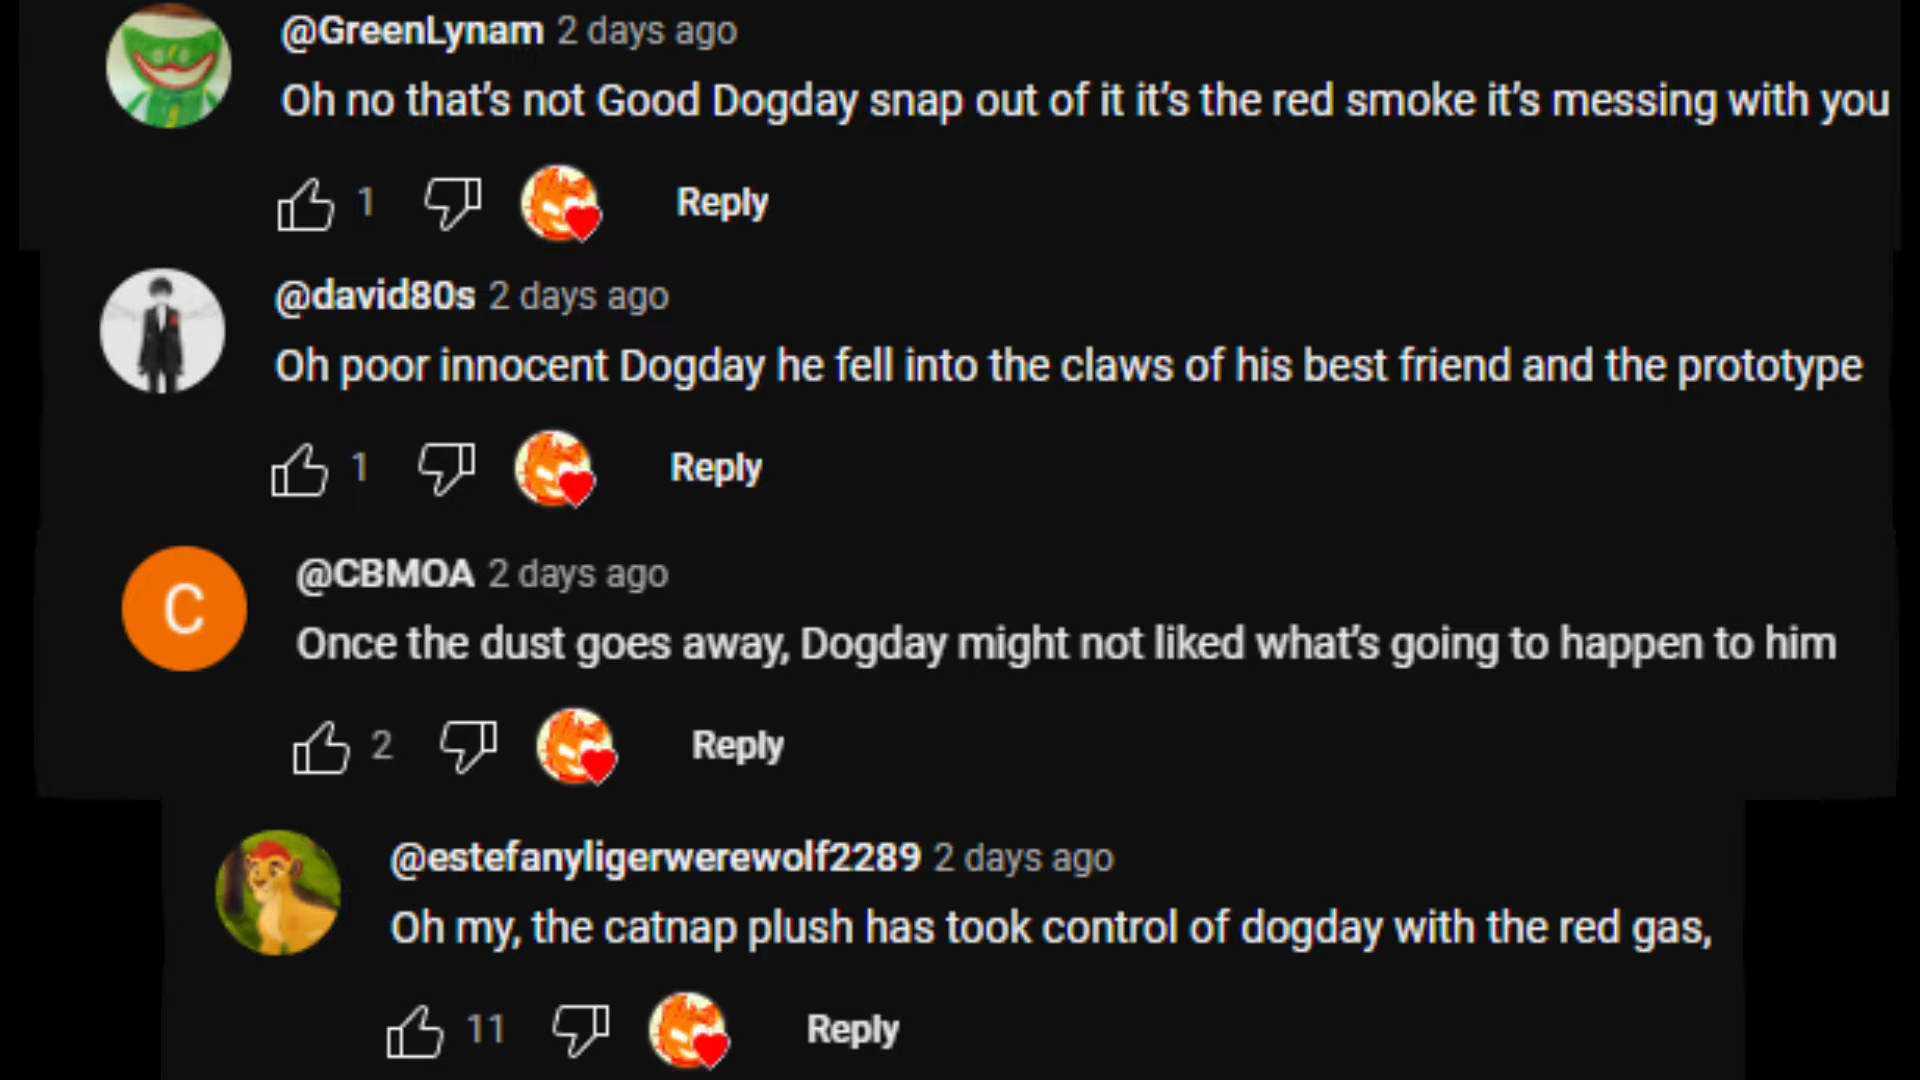 @GreenLynam 2 days ago
Oh no that's not Good Dogday snap out of it it's the red smoke it's messing with you
1 Reply
@david80s 2 days ago
Oh poor innocent Dogday he fell into the claws of his best friend and the prototype
1 Reply
C
@CBMOA 2 days ago
Once the dust goes away, Dogday might not liked what's going to happen to him
2 Reply
@estefanyligerwerewolf2289 2 days ago
Oh my, the catnap plush has took control of dogday with the red gas,
11 Reply